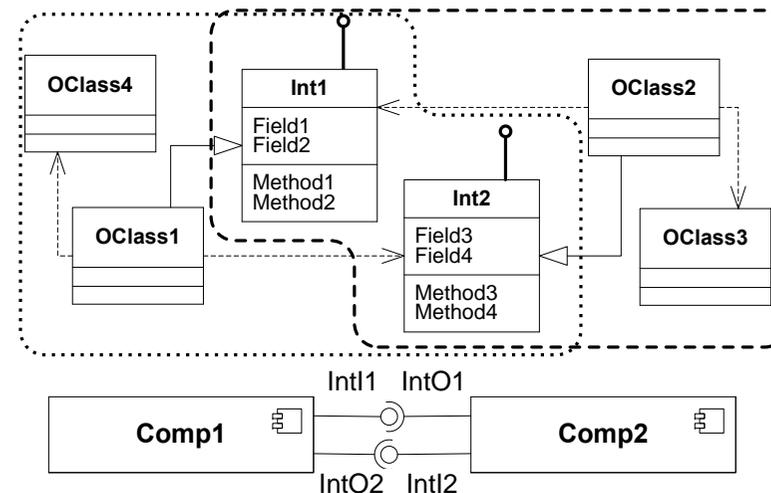 OClass4
Int1
Field1
Field2
Method1
Method2
OClass2
OClass1
Int2
Field3
Field4
Method3
Method4
OClass3
IntI1 IntO1
Comp1
Comp2
IntO2 IntI2